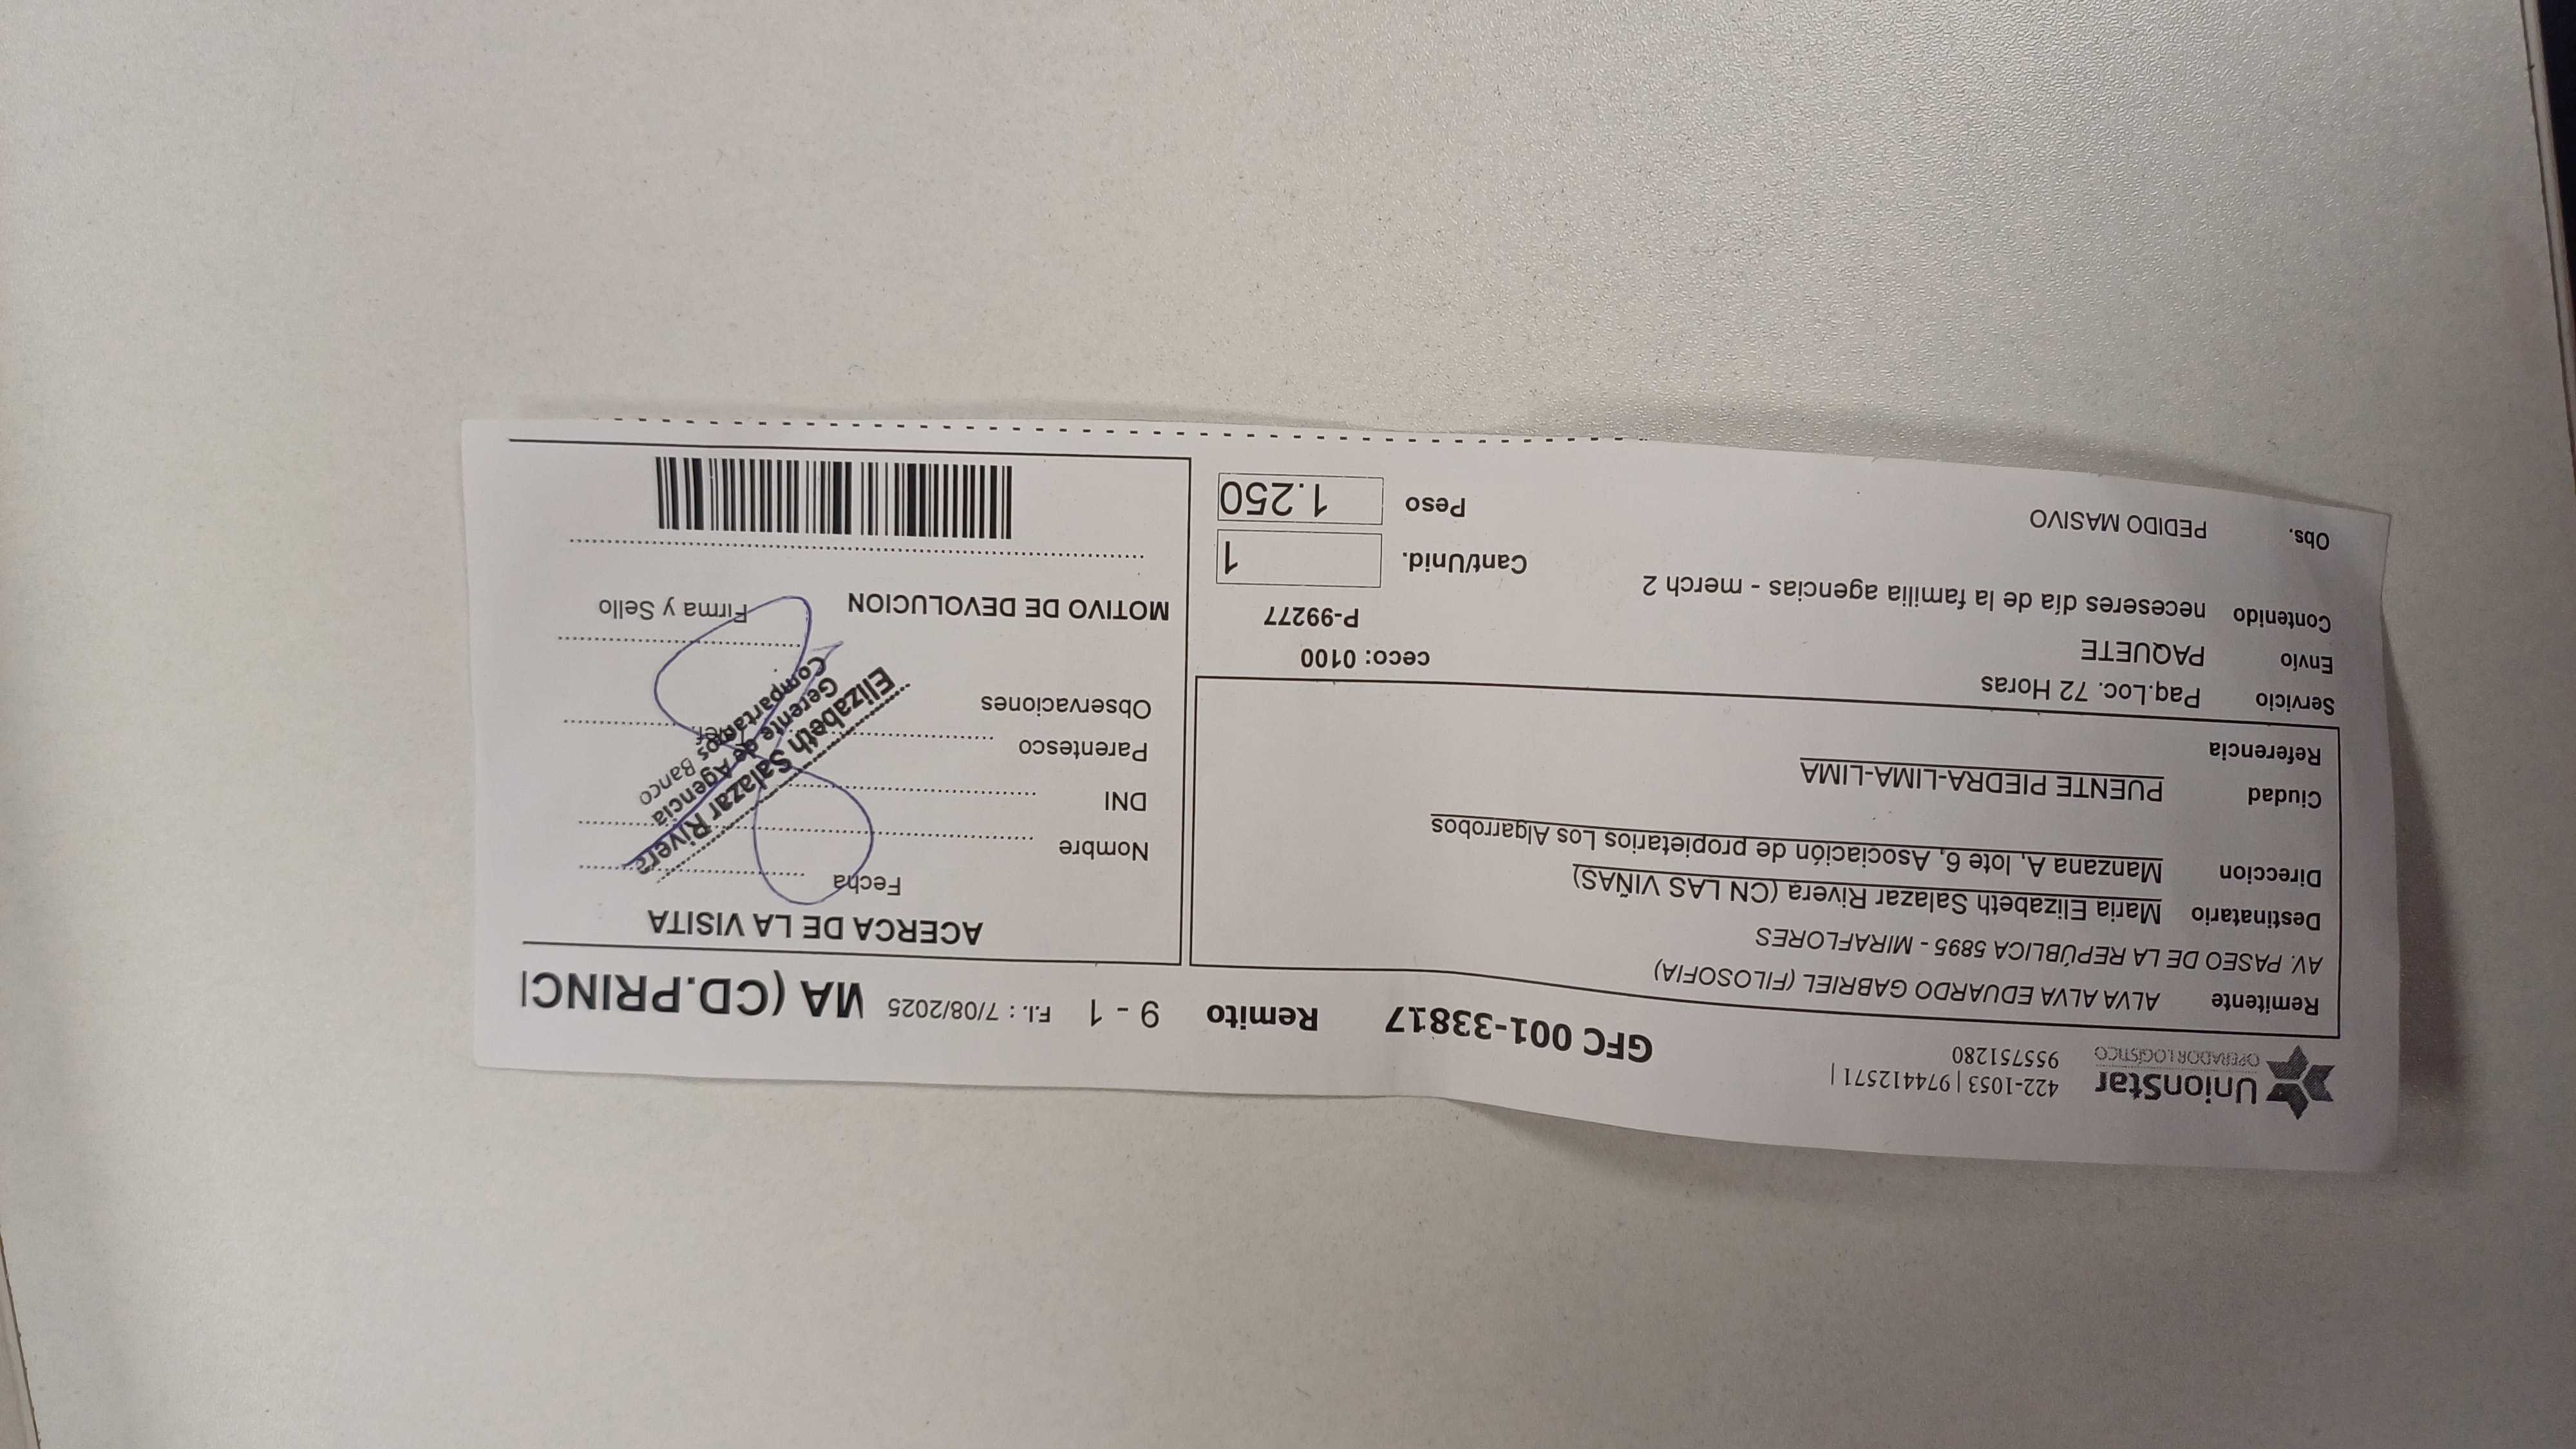 UnionStar
OPERADOR LOGÍSTICO
422-1053 | 974412571 |
955751280
GFC 001-33817
Remito 9 - 1 F.I. : 7/08/2025 (CD.PRINC
Remitente ALVA ALVA EDUARDO GABRIEL (FILOSOFIA)
AV. PASEO DE LA REPÚBLICA 5895 - MIRAFLORES
Destinatario Maria Elizabeth Salazar Rivera (CN LAS VIÑAS)
Direccion Manzana A, lote 6, Asociación de propietarios Los Algarrobos
Ciudad PUENTE PIEDRA-LIMA-LIMA
Referencia
Servicio Paq.Loc. 72 Horas
Envío PAQUETE
Contenido neceseres día de la familia agencias - merch 2
Obs. PEDIDO MASIVO
ceco: 0100
P-99277
Cant/Unid. 1
Peso 1.250
ACERCA DE LA VISITA
Fecha
Nombre
DNI
Parentesco
Observaciones
Elizabeth Salazar Rivera
Gerente de Agencia
Compartamos Banco
MOTIVO DE DEVOLUCION
Firma y Sello